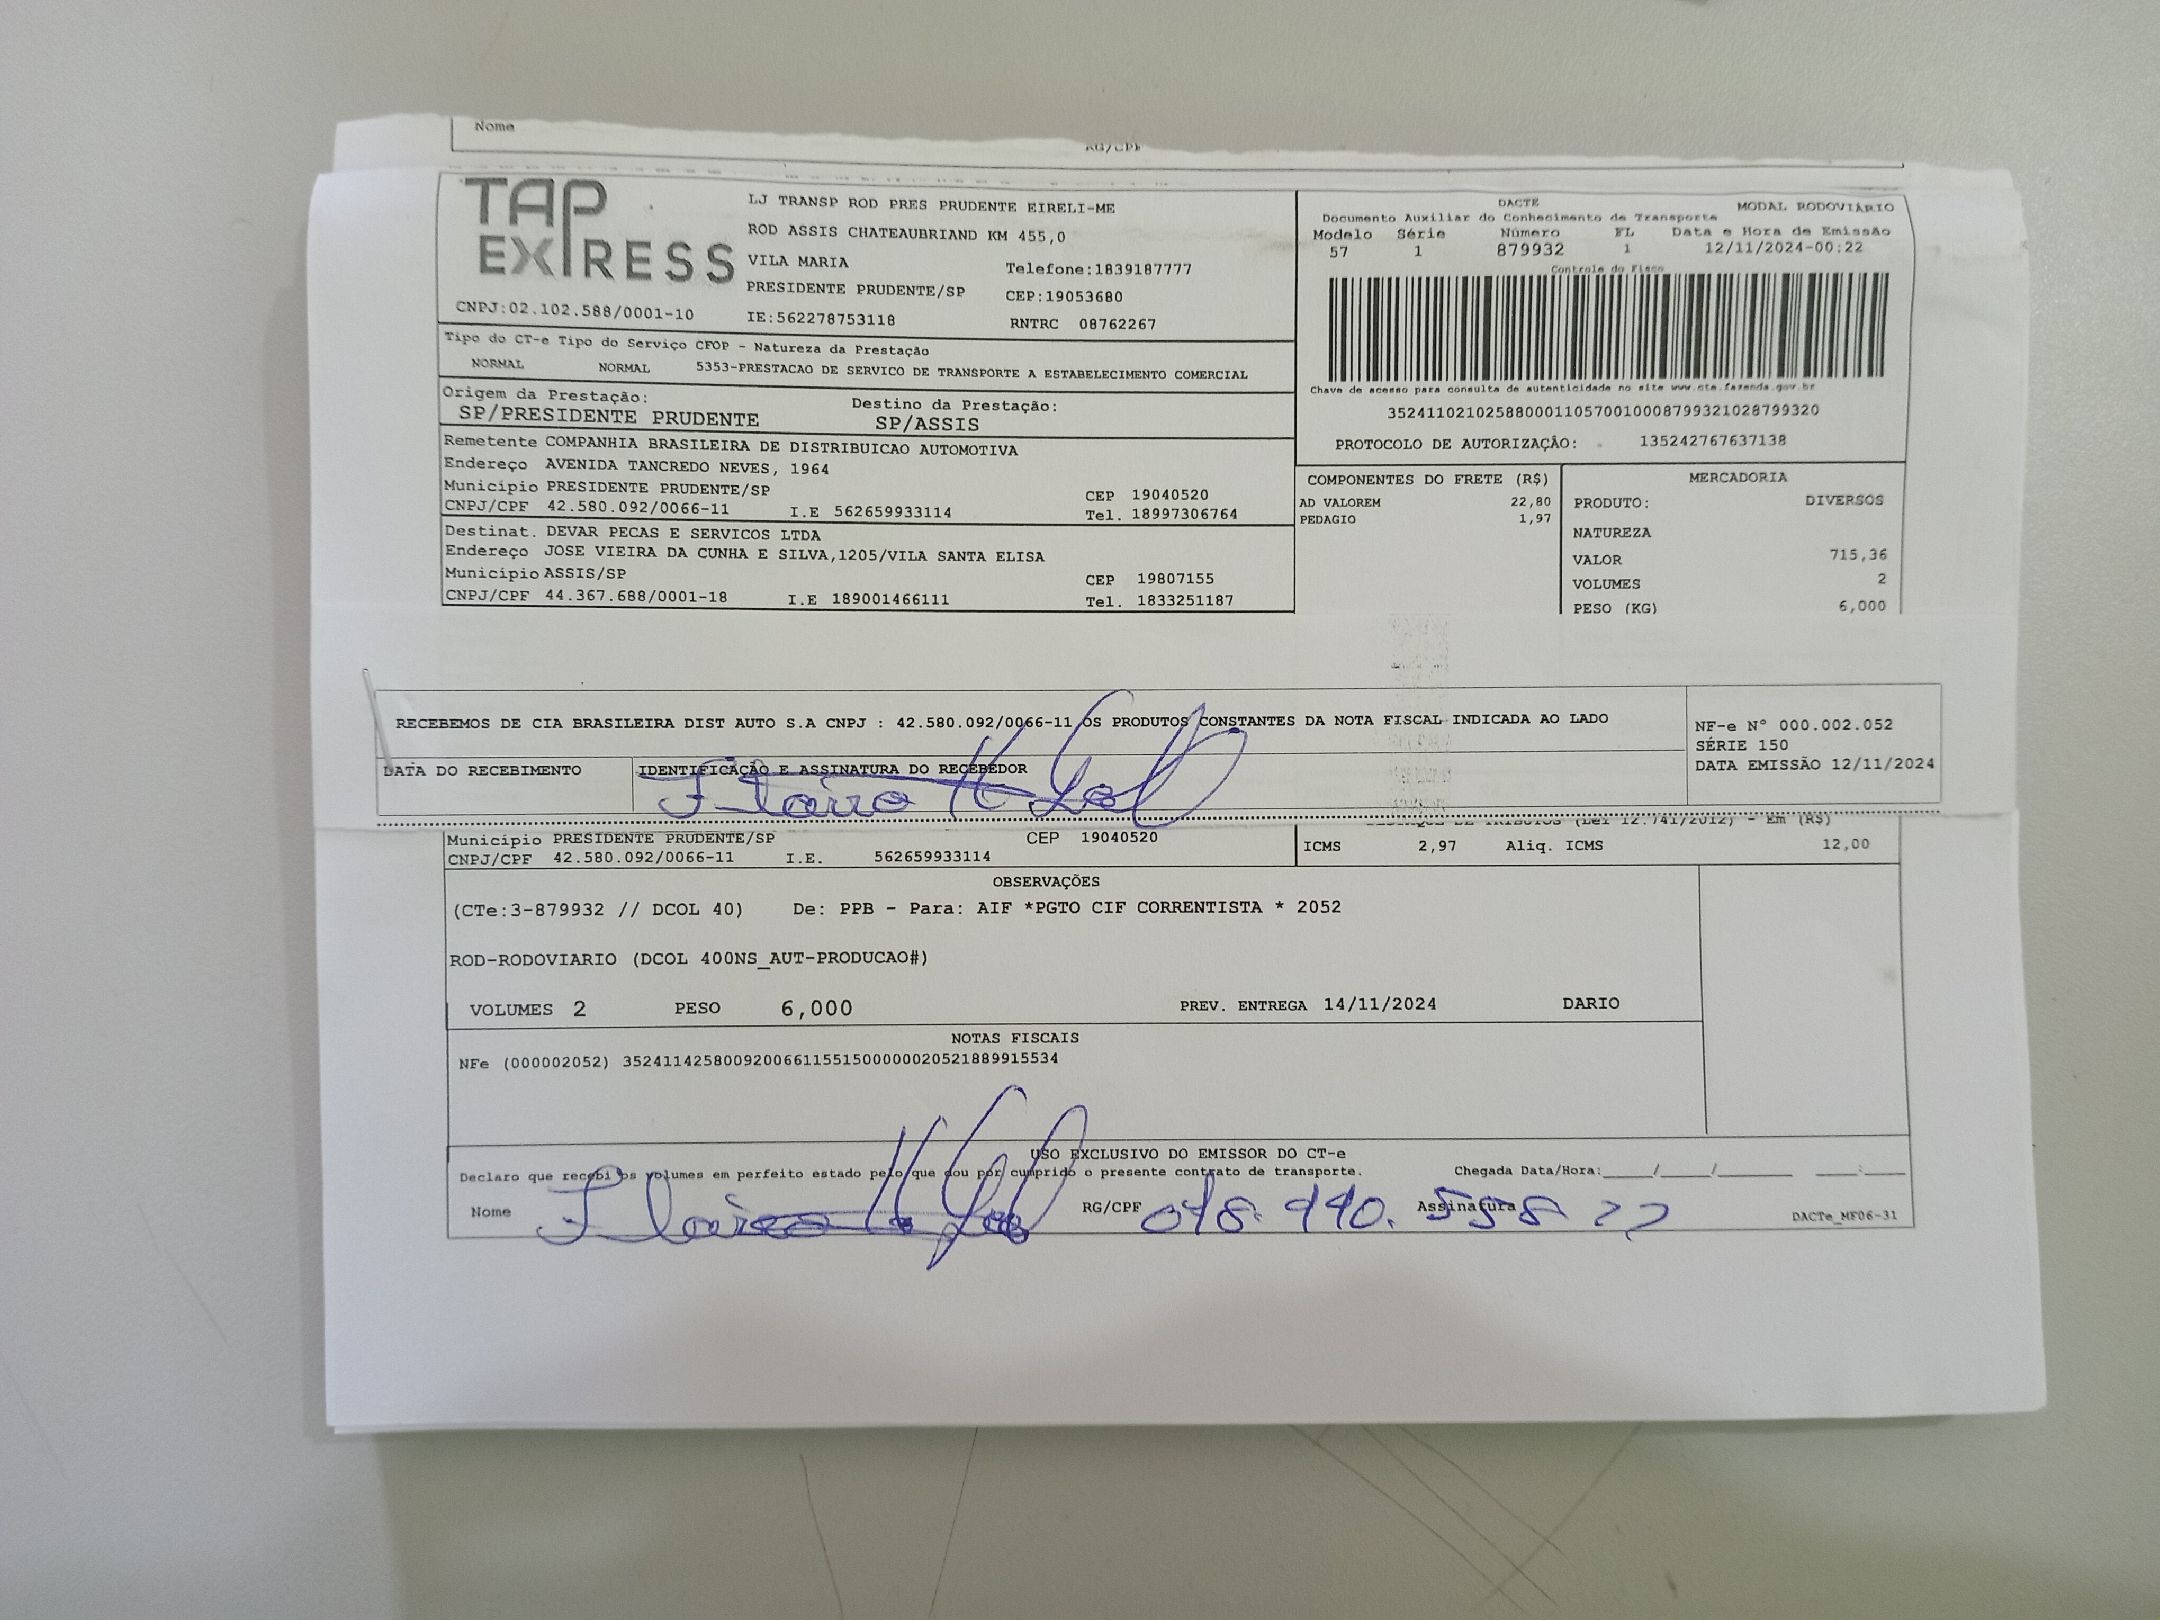 Nome
RG/CPF
TAP EXPRESS
LJ TRANSP ROD PRES PRUDENTE EIRELI-ME
ROD ASSIS CHATEAUBRIAND KM 455,0
VILA MARIA Telefone:1839187777
PRESIDENTE PRUDENTE/SP CEP:19053680
CNPJ:02.102.588/0001-10 IE:562278753118 RNTRC 08762267
DACTE MODAL RODOVIÁRIO
Documento Auxiliar do Conhecimento de Transporte
Modelo Série Número FL Data e Hora de Emissão
57 1 879932 1 12/11/2024-00:22
Controle do Fisco
Chave de acesso para consulta de autenticidade no site www.cte.fazenda.gov.br
35241102102588000110570010008799321028799320
PROTOCOLO DE AUTORIZAÇÃO: 135242767637138
Tipo do CT-e Tipo do Serviço CFOP - Natureza da Prestação
NORMAL NORMAL 5353-PRESTACAO DE SERVICO DE TRANSPORTE A ESTABELECIMENTO COMERCIAL
Origem da Prestação: Destino da Prestação:
SP/PRESIDENTE PRUDENTE SP/ASSIS
Remetente COMPANHIA BRASILEIRA DE DISTRIBUICAO AUTOMOTIVA
Endereço AVENIDA TANCREDO NEVES, 1964
Município PRESIDENTE PRUDENTE/SP CEP 19040520
CNPJ/CPF 42.580.092/0066-11 I.E 562659933114 Tel. 18997306764
Destinat. DEVAR PECAS E SERVICOS LTDA
Endereço JOSE VIEIRA DA CUNHA E SILVA,1205/VILA SANTA ELISA
Município ASSIS/SP CEP 19807155
CNPJ/CPF 44.367.688/0001-18 I.E 189001466111 Tel. 1833251187
COMPONENTES DO FRETE (R$)
AD VALOREM 22,80
PEDAGIO 1,97
MERCADORIA
PRODUTO: DIVERSOS
NATUREZA
VALOR 715,36
VOLUMES 2
PESO (KG) 6,000
RECEBEMOS DE CIA BRASILEIRA DIST AUTO S.A CNPJ : 42.580.092/0066-11 OS PRODUTOS CONSTANTES DA NOTA FISCAL INDICADA AO LADO
NF-e N° 000.002.052
SÉRIE 150
DATA EMISSÃO 12/11/2024
DATA DO RECEBIMENTO IDENTIFICAÇÃO E ASSINATURA DO RECEBEDOR
DE TRIBUTOS (Lei 12.741/2012) - Em (R$)
Município PRESIDENTE PRUDENTE/SP CEP 19040520
CNPJ/CPF 42.580.092/0066-11 I.E. 562659933114
ICMS 2,97 Aliq. ICMS 12,00
OBSERVAÇÕES
(CTe:3-879932 // DCOL 40) De: PPB - Para: AIF *PGTO CIF CORRENTISTA * 2052
ROD-RODOVIARIO (DCOL 400NS_AUT-PRODUCAO#)
VOLUMES 2 PESO 6,000 PREV. ENTREGA 14/11/2024 DARIO
NOTAS FISCAIS
NFe (000002052) 35241142580092006611551500000020521889915534
USO EXCLUSIVO DO EMISSOR DO CT-e
Declaro que recebi os volumes em perfeito estado pelo que dou por cumprido o presente contrato de transporte. Chegada Data/Hora:____/____/______ ____:____
Nome RG/CPF Assinatura
DACTe_MF06-31